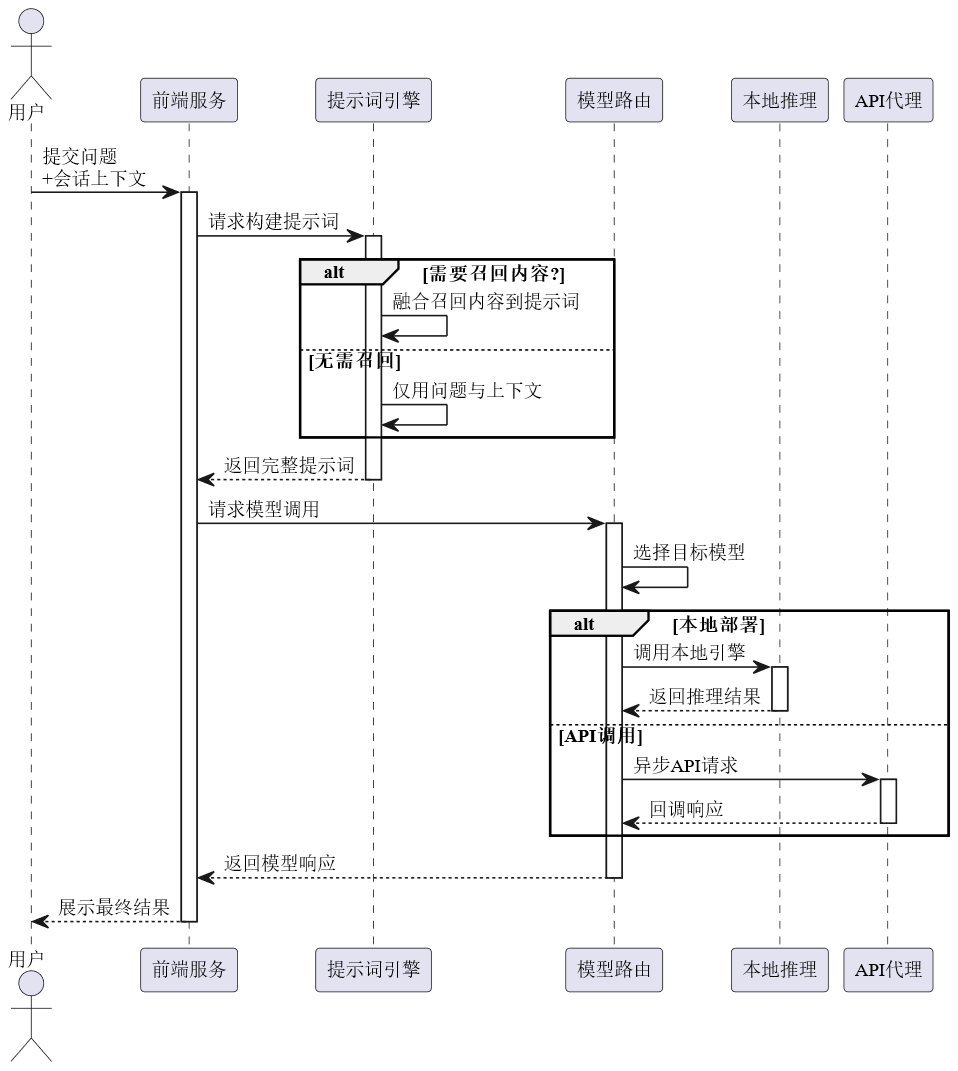 用户
前端服务
提示词引擎
模型路由
本地推理
API代理
提交问题
+会话上下文
请求构建提示词
alt
[需要召回内容?]
融合召回内容到提示词
[无需召回]
仅用问题与上下文
返回完整提示词
请求模型调用
选择目标模型
alt
[本地部署]
调用本地引擎
返回推理结果
[API调用]
异步API请求
回调响应
返回模型响应
展示最终结果
用户
前端服务
提示词引擎
模型路由
本地推理
API代理